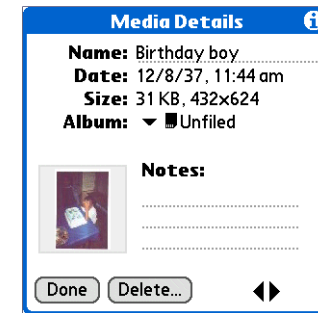 Media Details
Name: Birthday boy
Date: 12/8/37, 11:44 am
Size: 31 KB, 432x624
Album: Unfiled
Notes:
Done Delete...